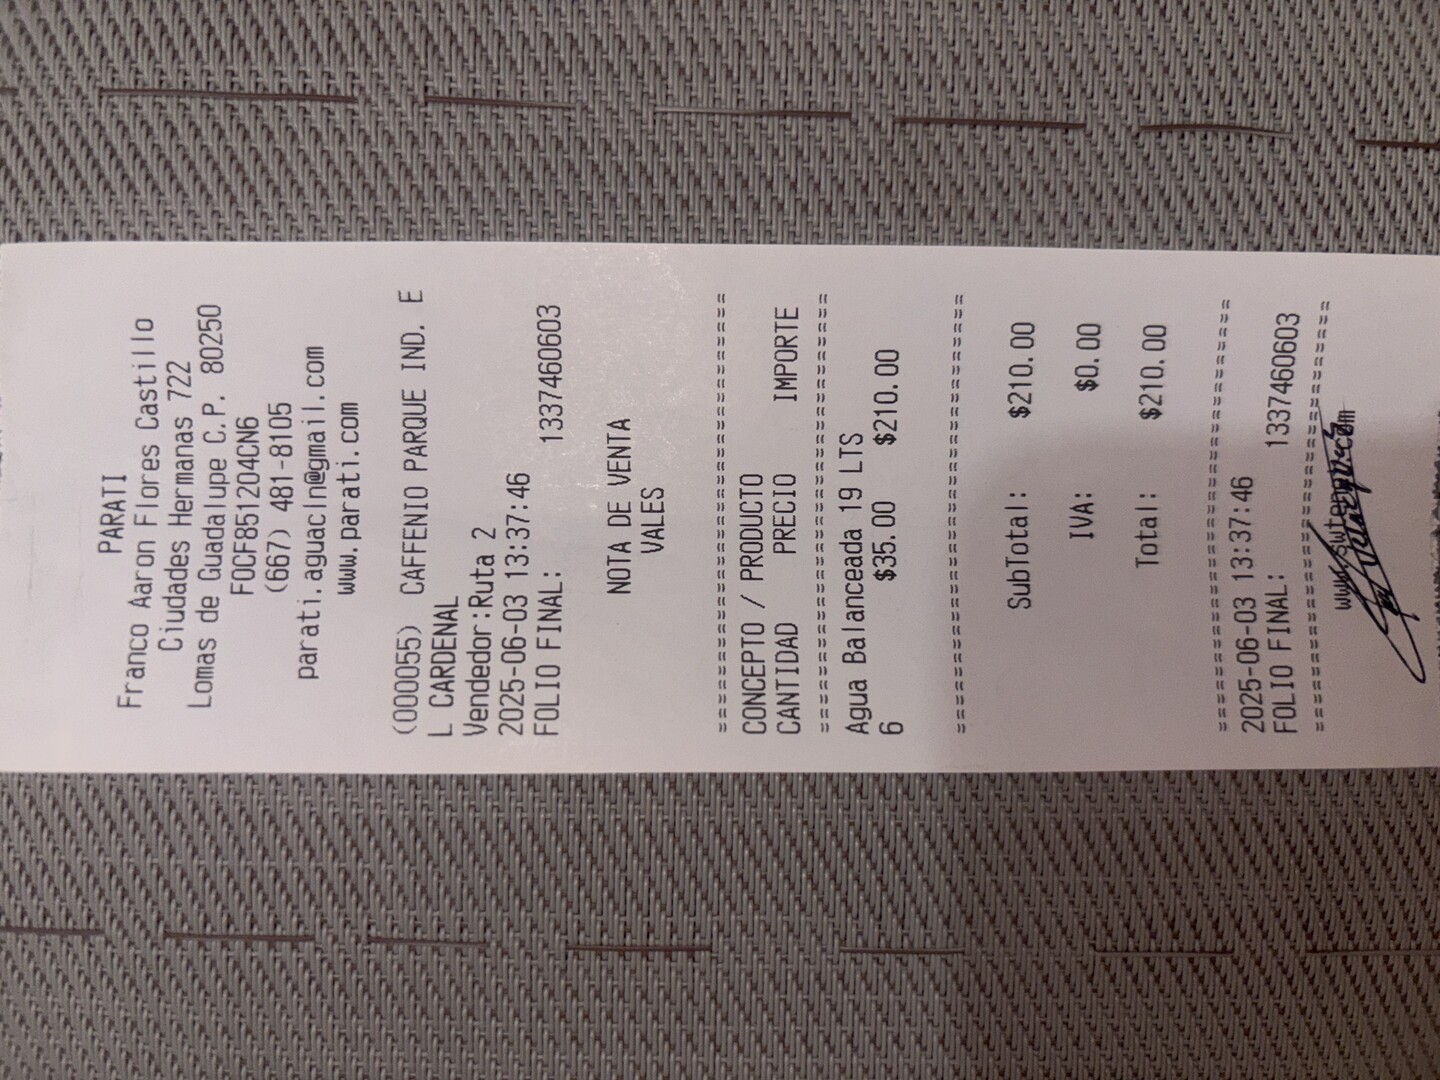 PARATI
Franco Aaron Flores Castillo
Ciudades Hermanas 722
Lomas de Guadalupe C.P. 80250
FOCF851204CN6
(667) 481-8105
parati.aguacln@gmail.com
www.parati.com
(000055) CAFFENIO PARQUE IND. E
L CARDENAL
Vendedor:Ruta 2
2025-06-03 13:37:46
FOLIO FINAL: 1337460603
NOTA DE VENTA
VALES
==============================
CONCEPTO / PRODUCTO
CANTIDAD PRECIO IMPORTE
==============================
Agua Balanceada 19 LTS
6 $35.00 $210.00
==============================
SubTotal: $210.00
IVA: $0.00
Total: $210.00
==============================
2025-06-03 13:37:46
FOLIO FINAL: 1337460603
==============================